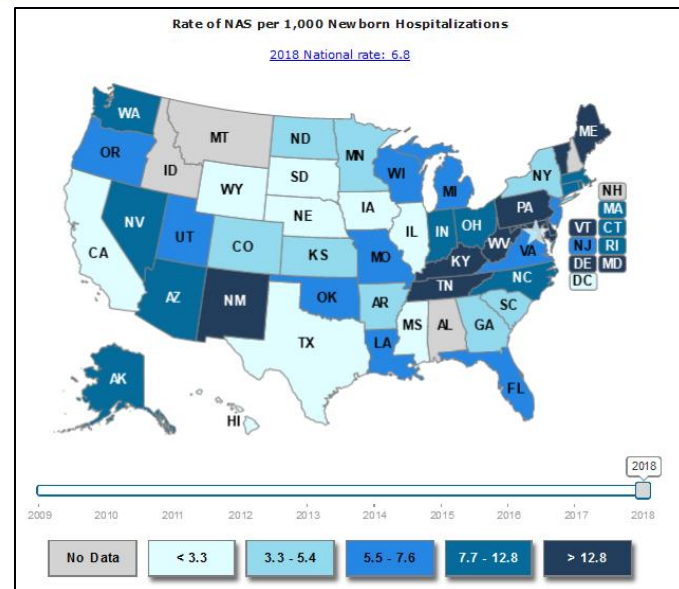 Rate of NAS per 1,000 Newborn Hospitalizations
2018 National rate: 6.8
WA
ME
MT
ND
OR
MN
ID
SD
WI
NY
WY
MI
NH
MA
IA
NE
PA
NV
IL
IN
OH
VT
CT
UT
CO
NJ
RI
CA
KS
MO
WV
VA
KY
DE
MD
NC
DC
TN
OK
AZ
NM
AR
SC
MS
AL
GA
TX
LA
AK
FL
HI
2018
2009 2010 2011 2012 2013 2014 2015 2016 2017 2018
No Data < 3.3 3.3 - 5.4 5.5 - 7.6 7.7 - 12.8 > 12.8